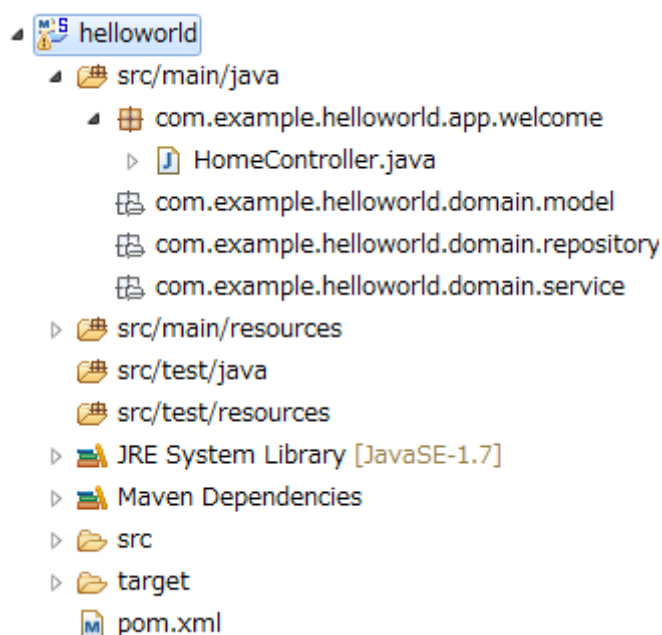 helloworld
src/main/java
com.example.helloworld.app.welcome
HomeController.java
com.example.helloworld.domain.model
com.example.helloworld.domain.repository
com.example.helloworld.domain.service
src/main/resources
src/test/java
src/test/resources
JRE System Library [JavaSE-1.7]
Maven Dependencies
src
target
pom.xml